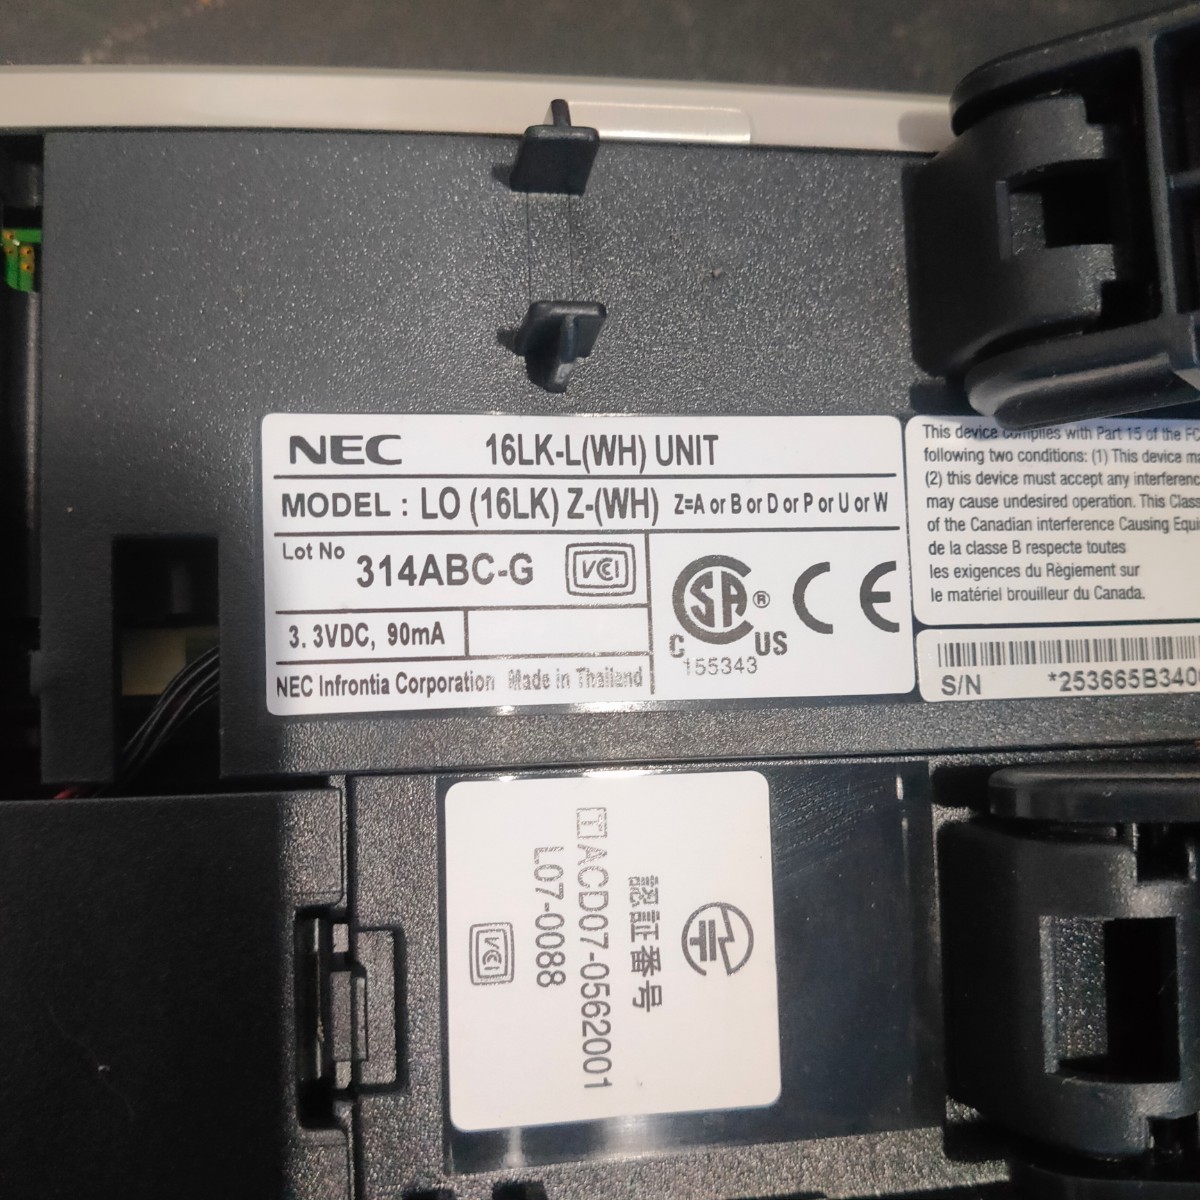 NEC 16LK-L(WH) UNIT
MODEL : LO (16LK) Z-(WH) Z=A or B or D or P or U or W
Lot No 314ABC-G VCI
3. 3VDC, 90mA
NEC Infrontia Corporation Made in Thailand
CSA ® C US CE
155343
This device complies with Part 15 of the FC
following two conditions: (1) This device ma
(2) this device must accept any interferenc
may cause undesired operation. This Class
of the Canadian interference Causing Equi
de la classe B respecte toutes
les exigences du Règiement sur
le matériel brouilleur du Canada.
S/N *253665B340
認証番号
T ACD07-0562001
L07-0088
VCI